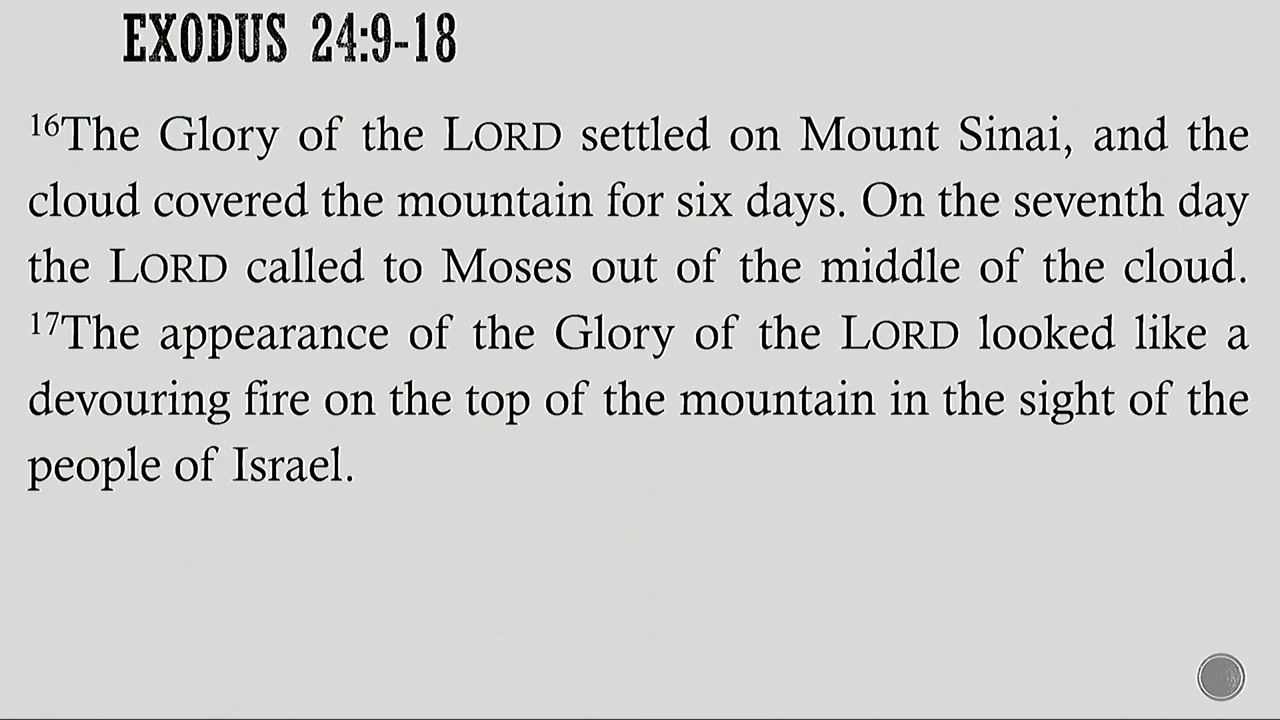 EXODUS 24:9-18
¹⁶The Glory of the LORD settled on Mount Sinai, and the
cloud covered the mountain for six days. On the seventh day
the LORD called to Moses out of the middle of the cloud.
¹⁷The appearance of the Glory of the LORD looked like a
devouring fire on the top of the mountain in the sight of the
people of Israel.